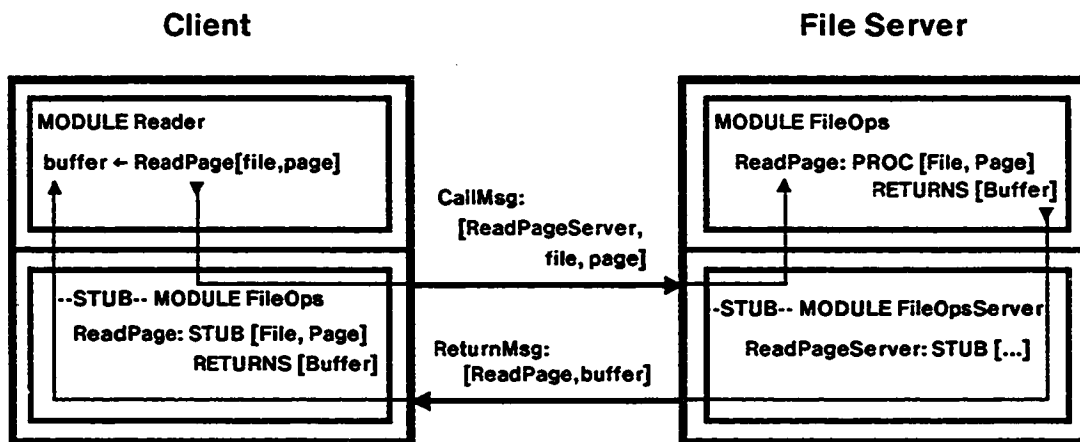 Client
File Server
MODULE Reader
buffer ← ReadPage[file,page]
CallMsg:
[ReadPageServer,
file, page]
MODULE FileOps
ReadPage: PROC [File, Page]
RETURNS [Buffer]
--STUB-- MODULE FileOps
ReadPage: STUB [File, Page]
RETURNS [Buffer]
ReturnMsg:
[ReadPage,buffer]
-STUB-- MODULE FileOpsServer
ReadPageServer: STUB [...]